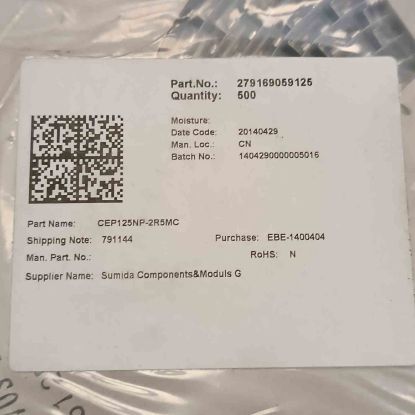 Part.No.: 279169059125
Quantity: 500
Moisture:
Date Code: 20140429
Man. Loc.: CN
Batch No.: 1404290000005016
Part Name: CEP125NP-2R5MC
Shipping Note: 791144 Purchase: EBE-1400404
Man. Part. No.: RoHS: N
Supplier Name: Sumida Components&Moduls G